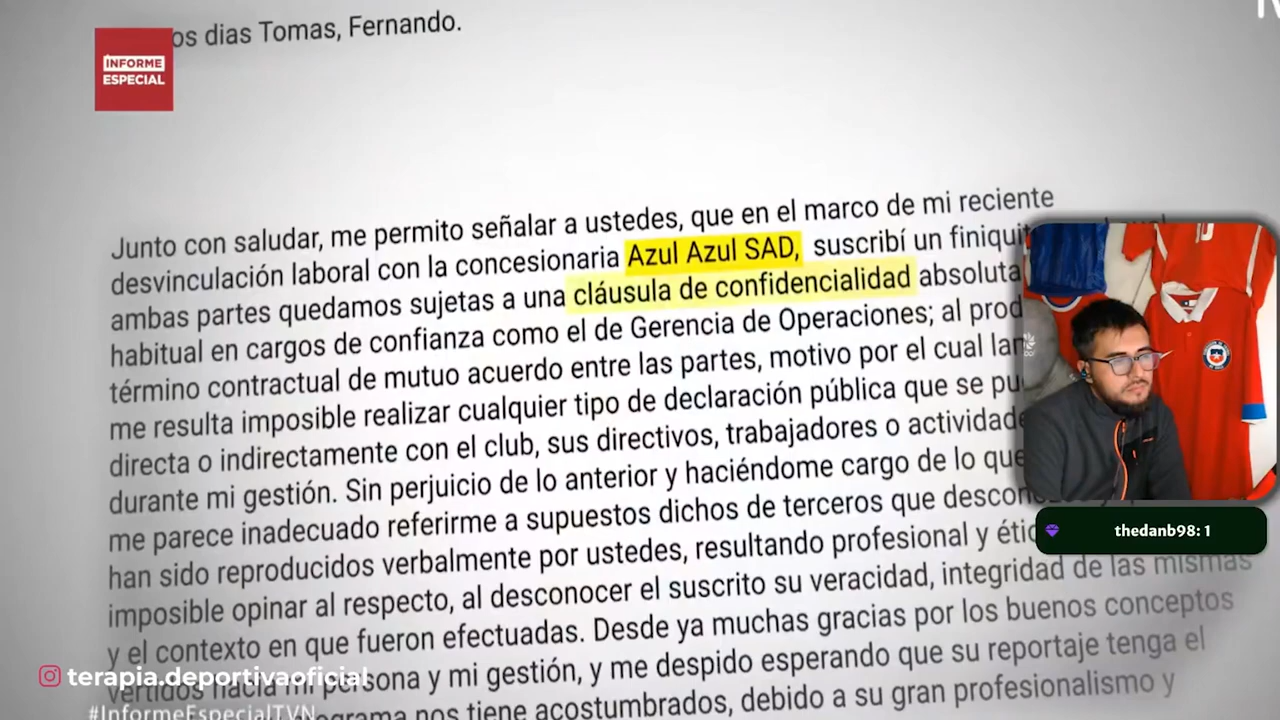 os dias Tomas, Fernando.
INFORME
ESPECIAL
Junto con saludar, me permito señalar a ustedes, que en el marco de mi reciente
desvinculación laboral con la concesionaria Azul Azul SAD, suscribí un finiquit
ambas partes quedamos sujetas a una cláusula de confidencialidad absoluta
habitual en cargos de confianza como el de Gerencia de Operaciones; al prod
término contractual de mutuo acuerdo entre las partes, motivo por el cual lam
me resulta imposible realizar cualquier tipo de declaración pública que se pu
directa o indirectamente con el club, sus directivos, trabajadores o actividade
durante mi gestión. Sin perjuicio de lo anterior y haciéndome cargo de lo que
me parece inadecuado referirme a supuestos dichos de terceros que descon
han sido reproducidos verbalmente por ustedes, resultando profesional y étic
imposible opinar al respecto, al desconocer el suscrito su veracidad, integridad de las mismas
y el contexto en que fueron efectuadas. Desde ya muchas gracias por los buenos conceptos
vertidos hacia mi persona y mi gestión, y me despido esperando que su reportaje tenga el
nos tiene acostumbrados, debido a su gran profesionalismo y
thedanb98: 1
terapia.deportivaoficial
#InformeEspecialTVN